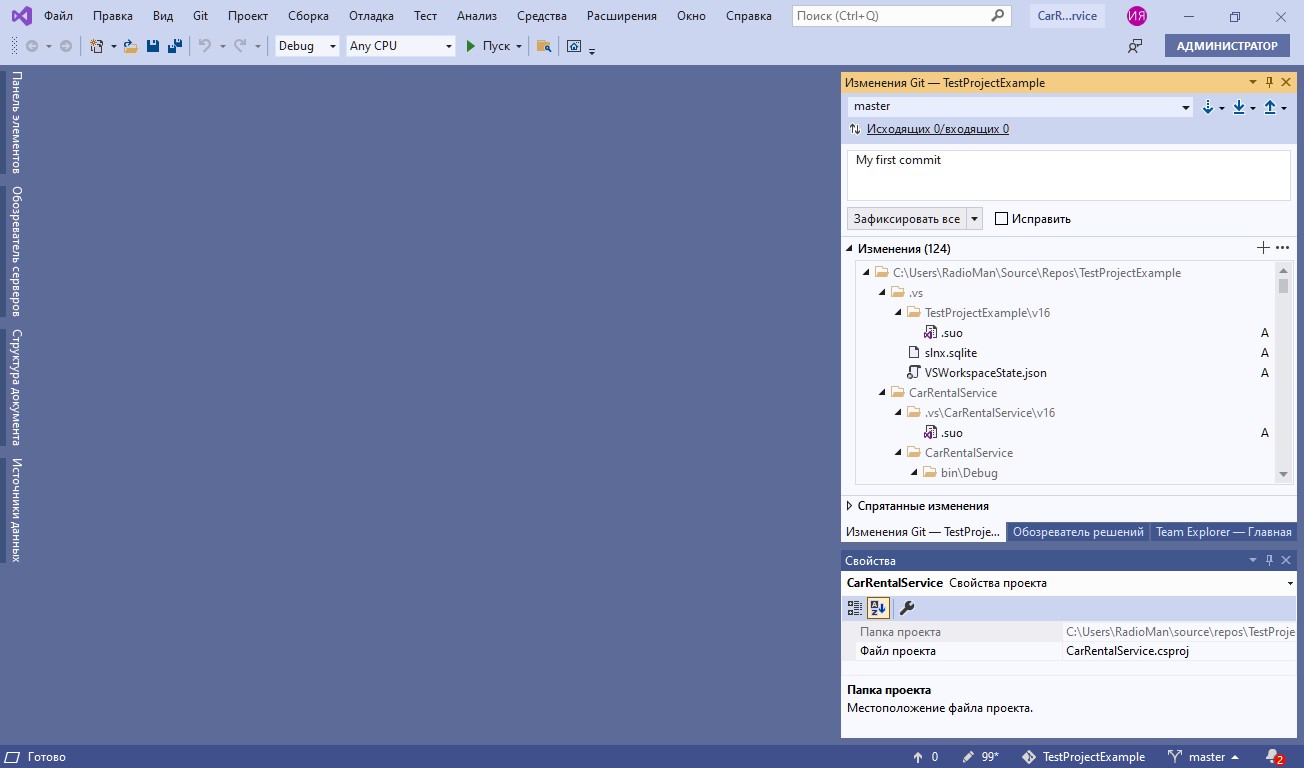 Файл Правка Вид Git Проект Сборка Отладка Тест Анализ Средства Расширения Окно Справка Поиск (Ctrl+Q) CarR...rvice ИЯ
Debug Any CPU Пуск АДМИНИСТРАТОР
Панель элементов
Обозреватель серверов
Структура документа
Источники данных
Изменения Git — TestProjectExample
master
Исходящих 0/входящих 0
My first commit
Зафиксировать все Исправить
Изменения (124)
C:\Users\RadioMan\Source\Repos\TestProjectExample
.vs
TestProjectExample\v16
.suo A
slnx.sqlite A
VSWorkspaceState.json A
CarRentalService
.vs\CarRentalService\v16
.suo A
CarRentalService
bin\Debug
Спрятанные изменения
Изменения Git — TestProje... Обозреватель решений Team Explorer — Главная
Свойства
CarRentalService Свойства проекта
Папка проекта C:\Users\RadioMan\source\repos\TestProje
Файл проекта CarRentalService.csproj
Папка проекта
Местоположение файла проекта.
Готово 0 99* TestProjectExample master 2